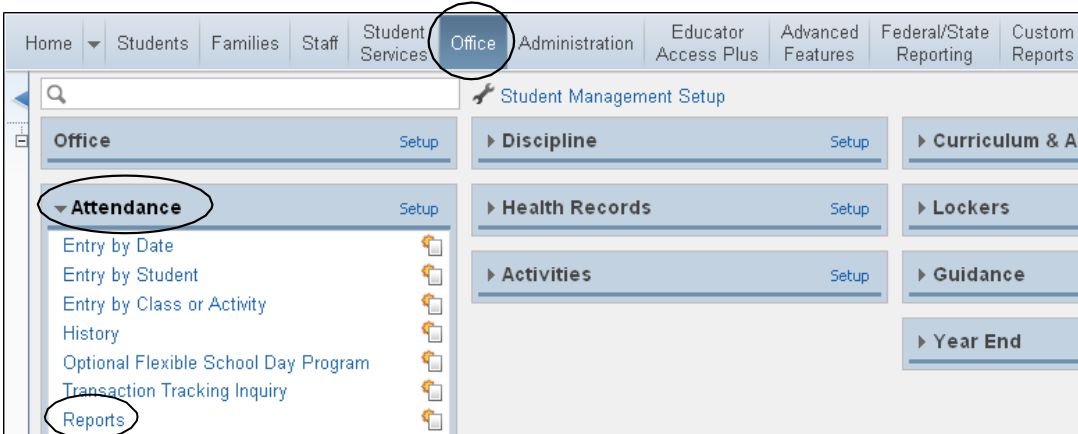 Home Students Families Staff Student Services Office Administration Educator Access Plus Advanced Features Federal/State Reporting Custom Reports
Student Management Setup
Office Setup
Discipline Setup
Curriculum & A
Attendance Setup
Health Records Setup
Lockers
Entry by Date
Entry by Student
Activities Setup
Guidance
Entry by Class or Activity
History
Year End
Optional Flexible School Day Program
Transaction Tracking Inquiry
Reports